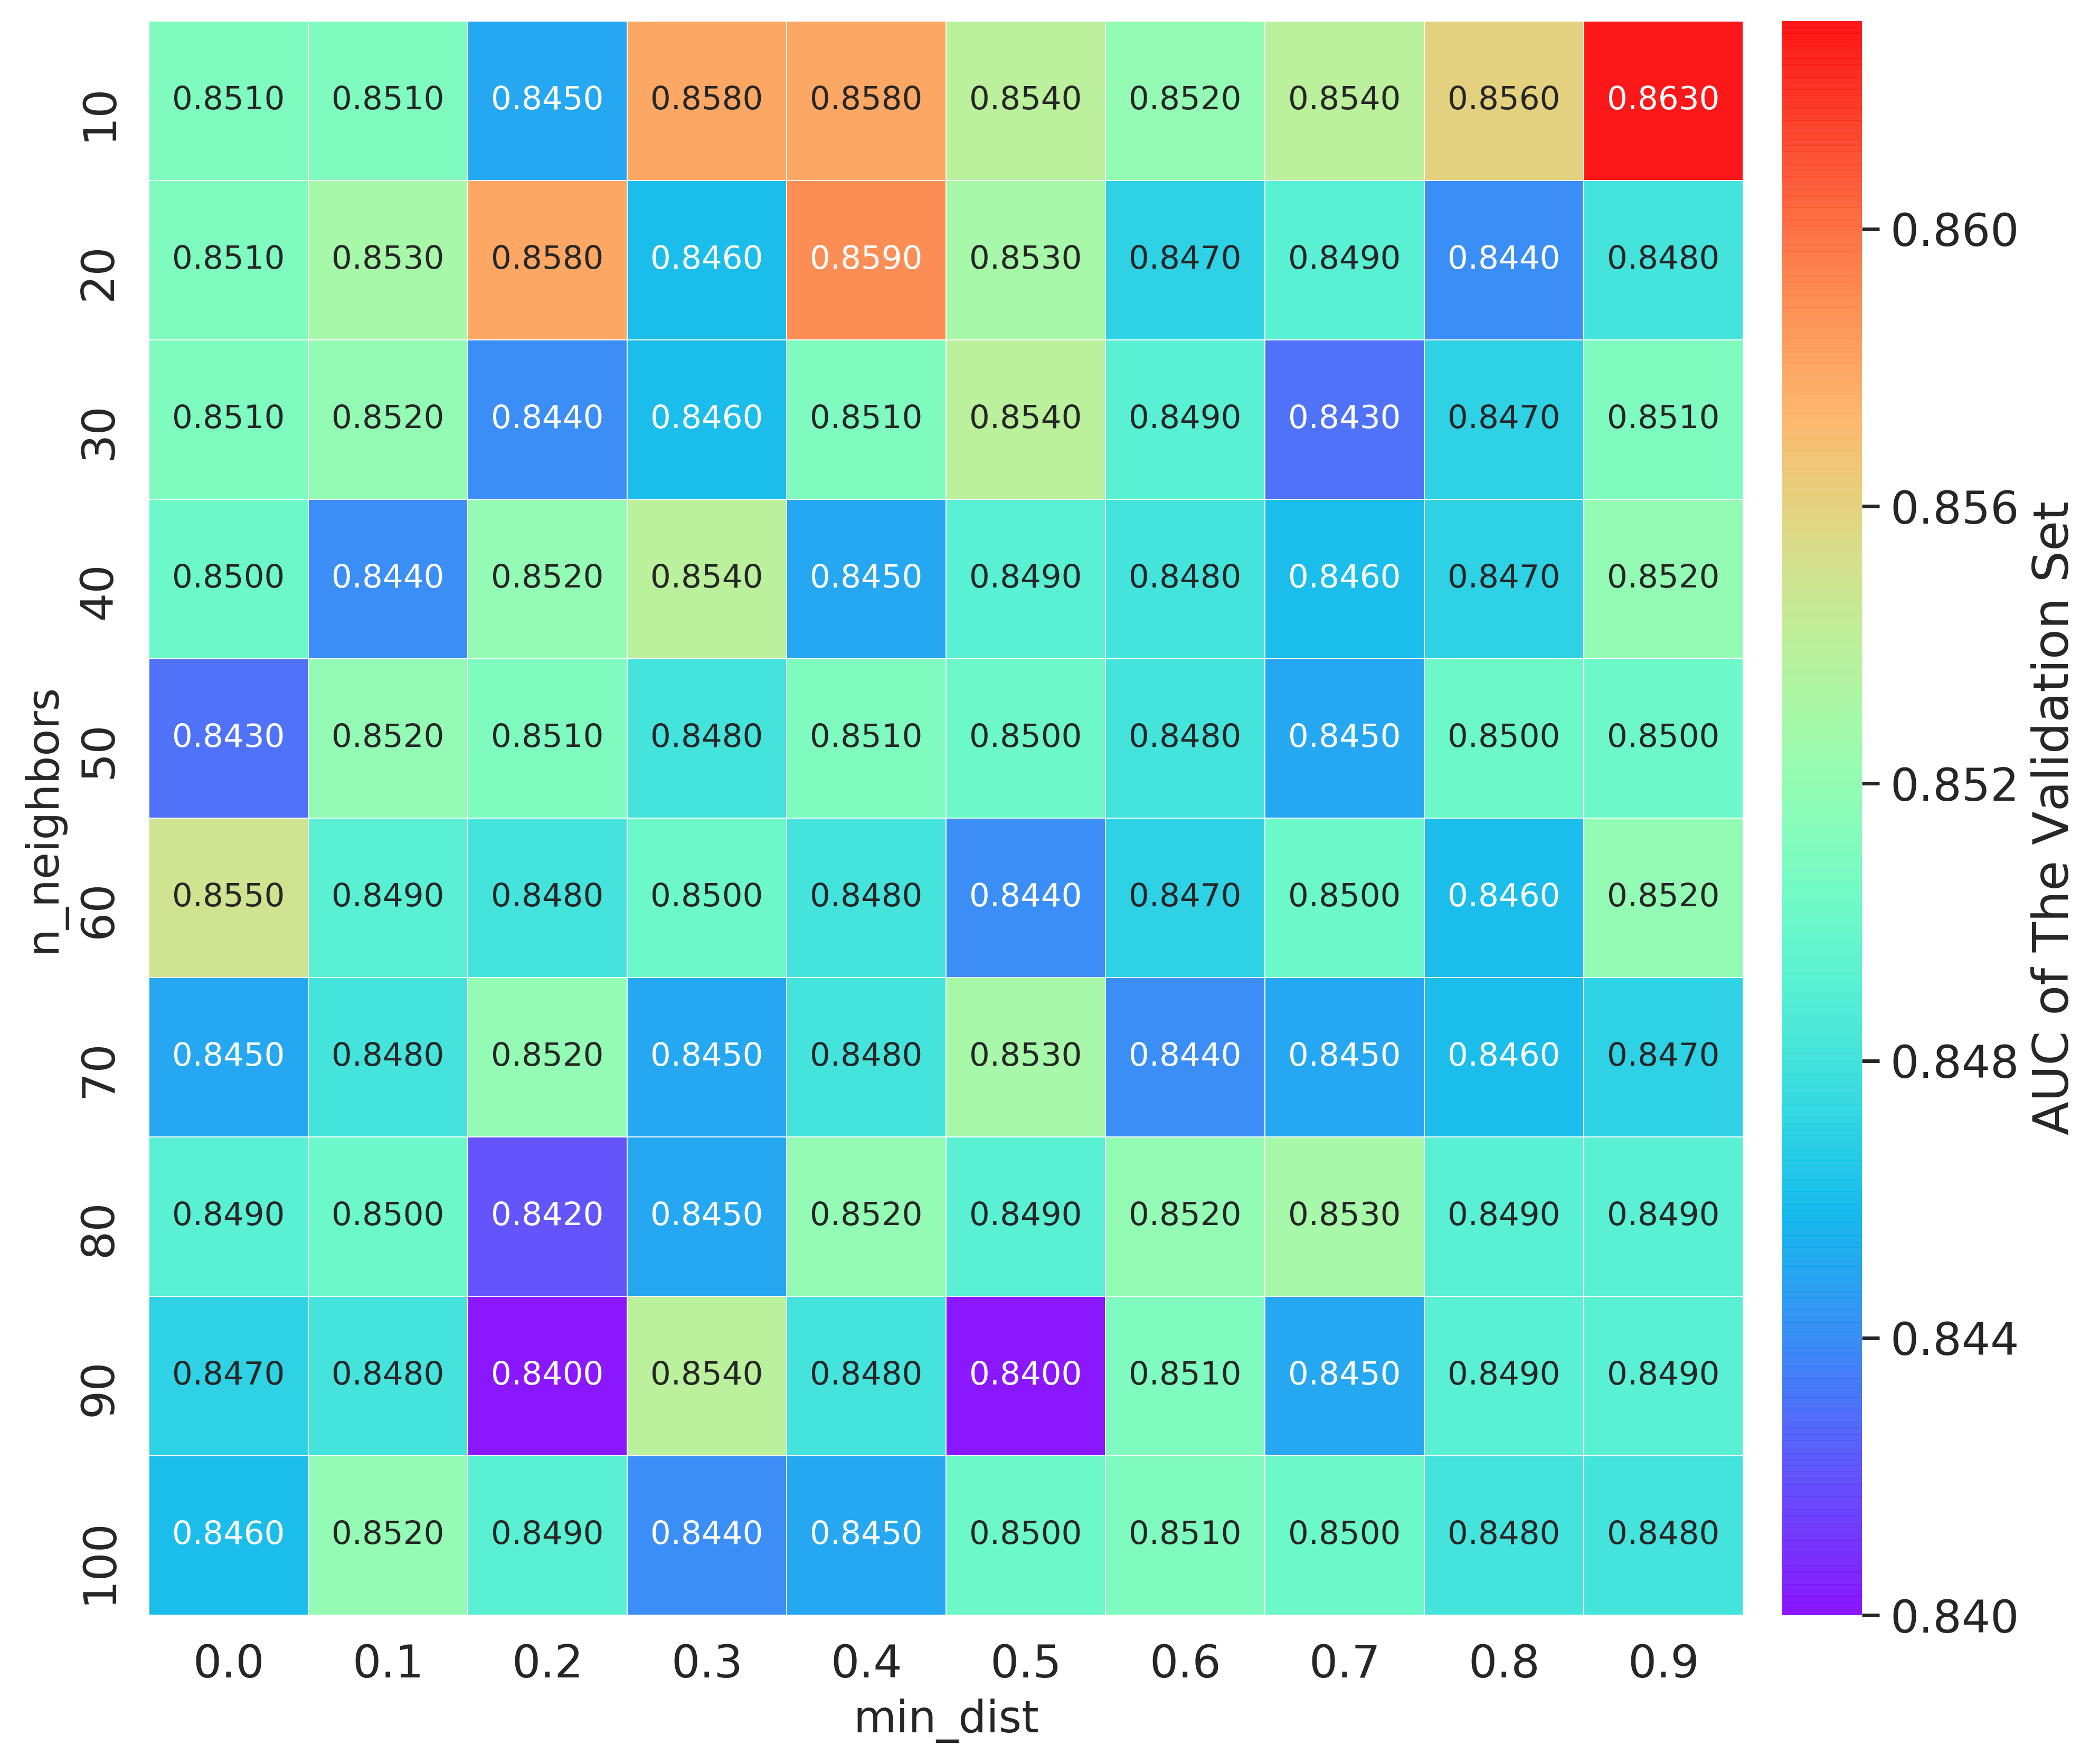 10 0.8510 0.8510 0.8450 0.8580 0.8580 0.8540 0.8520 0.8540 0.8560 0.8630
20 0.8510 0.8530 0.8580 0.8460 0.8590 0.8530 0.8470 0.8490 0.8440 0.8480
30 0.8510 0.8520 0.8440 0.8460 0.8510 0.8540 0.8490 0.8430 0.8470 0.8510
40 0.8500 0.8440 0.8520 0.8540 0.8450 0.8490 0.8480 0.8460 0.8470 0.8520
50 0.8430 0.8520 0.8510 0.8480 0.8510 0.8500 0.8480 0.8450 0.8500 0.8500
60 0.8550 0.8490 0.8480 0.8500 0.8480 0.8440 0.8470 0.8500 0.8460 0.8520
70 0.8450 0.8480 0.8520 0.8450 0.8480 0.8530 0.8440 0.8450 0.8460 0.8470
80 0.8490 0.8500 0.8420 0.8450 0.8520 0.8490 0.8520 0.8530 0.8490 0.8490
90 0.8470 0.8480 0.8400 0.8540 0.8480 0.8400 0.8510 0.8450 0.8490 0.8490
100 0.8460 0.8520 0.8490 0.8440 0.8450 0.8500 0.8510 0.8500 0.8480 0.8480
0.0 0.1 0.2 0.3 0.4 0.5 0.6 0.7 0.8 0.9
min_dist
n_neighbors
0.860
0.856
0.852
0.848
0.844
0.840
AUC of The Validation Set